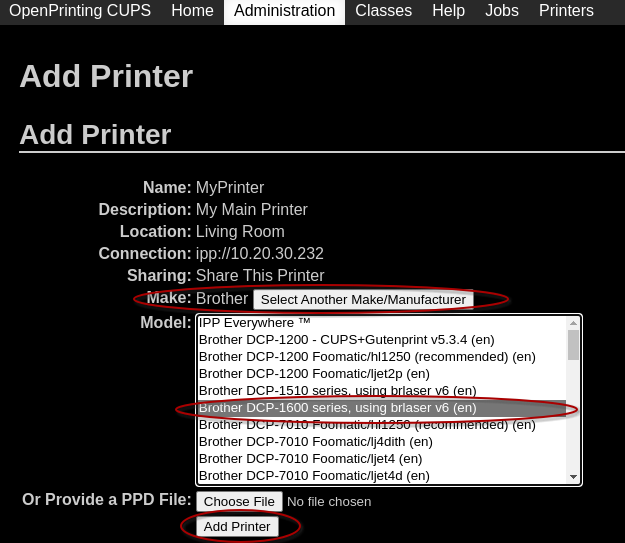 OpenPrinting CUPS Home Administration Classes Help Jobs Printers
Add Printer
Add Printer
Name: MyPrinter
Description: My Main Printer
Location: Living Room
Connection: ipp://10.20.30.232
Sharing: Share This Printer
Make: Brother Select Another Make/Manufacturer
Model:
IPP Everywhere ™
Brother DCP-1200 - CUPS+Gutenprint v5.3.4 (en)
Brother DCP-1200 Foomatic/hl1250 (recommended) (en)
Brother DCP-1200 Foomatic/ljet2p (en)
Brother DCP-1510 series, using brlaser v6 (en)
Brother DCP-1600 series, using brlaser v6 (en)
Brother DCP-7010 Foomatic/hl1250 (recommended) (en)
Brother DCP-7010 Foomatic/lj4dith (en)
Brother DCP-7010 Foomatic/ljet4 (en)
Brother DCP-7010 Foomatic/ljet4d (en)
Or Provide a PPD File: Choose File No file chosen
Add Printer